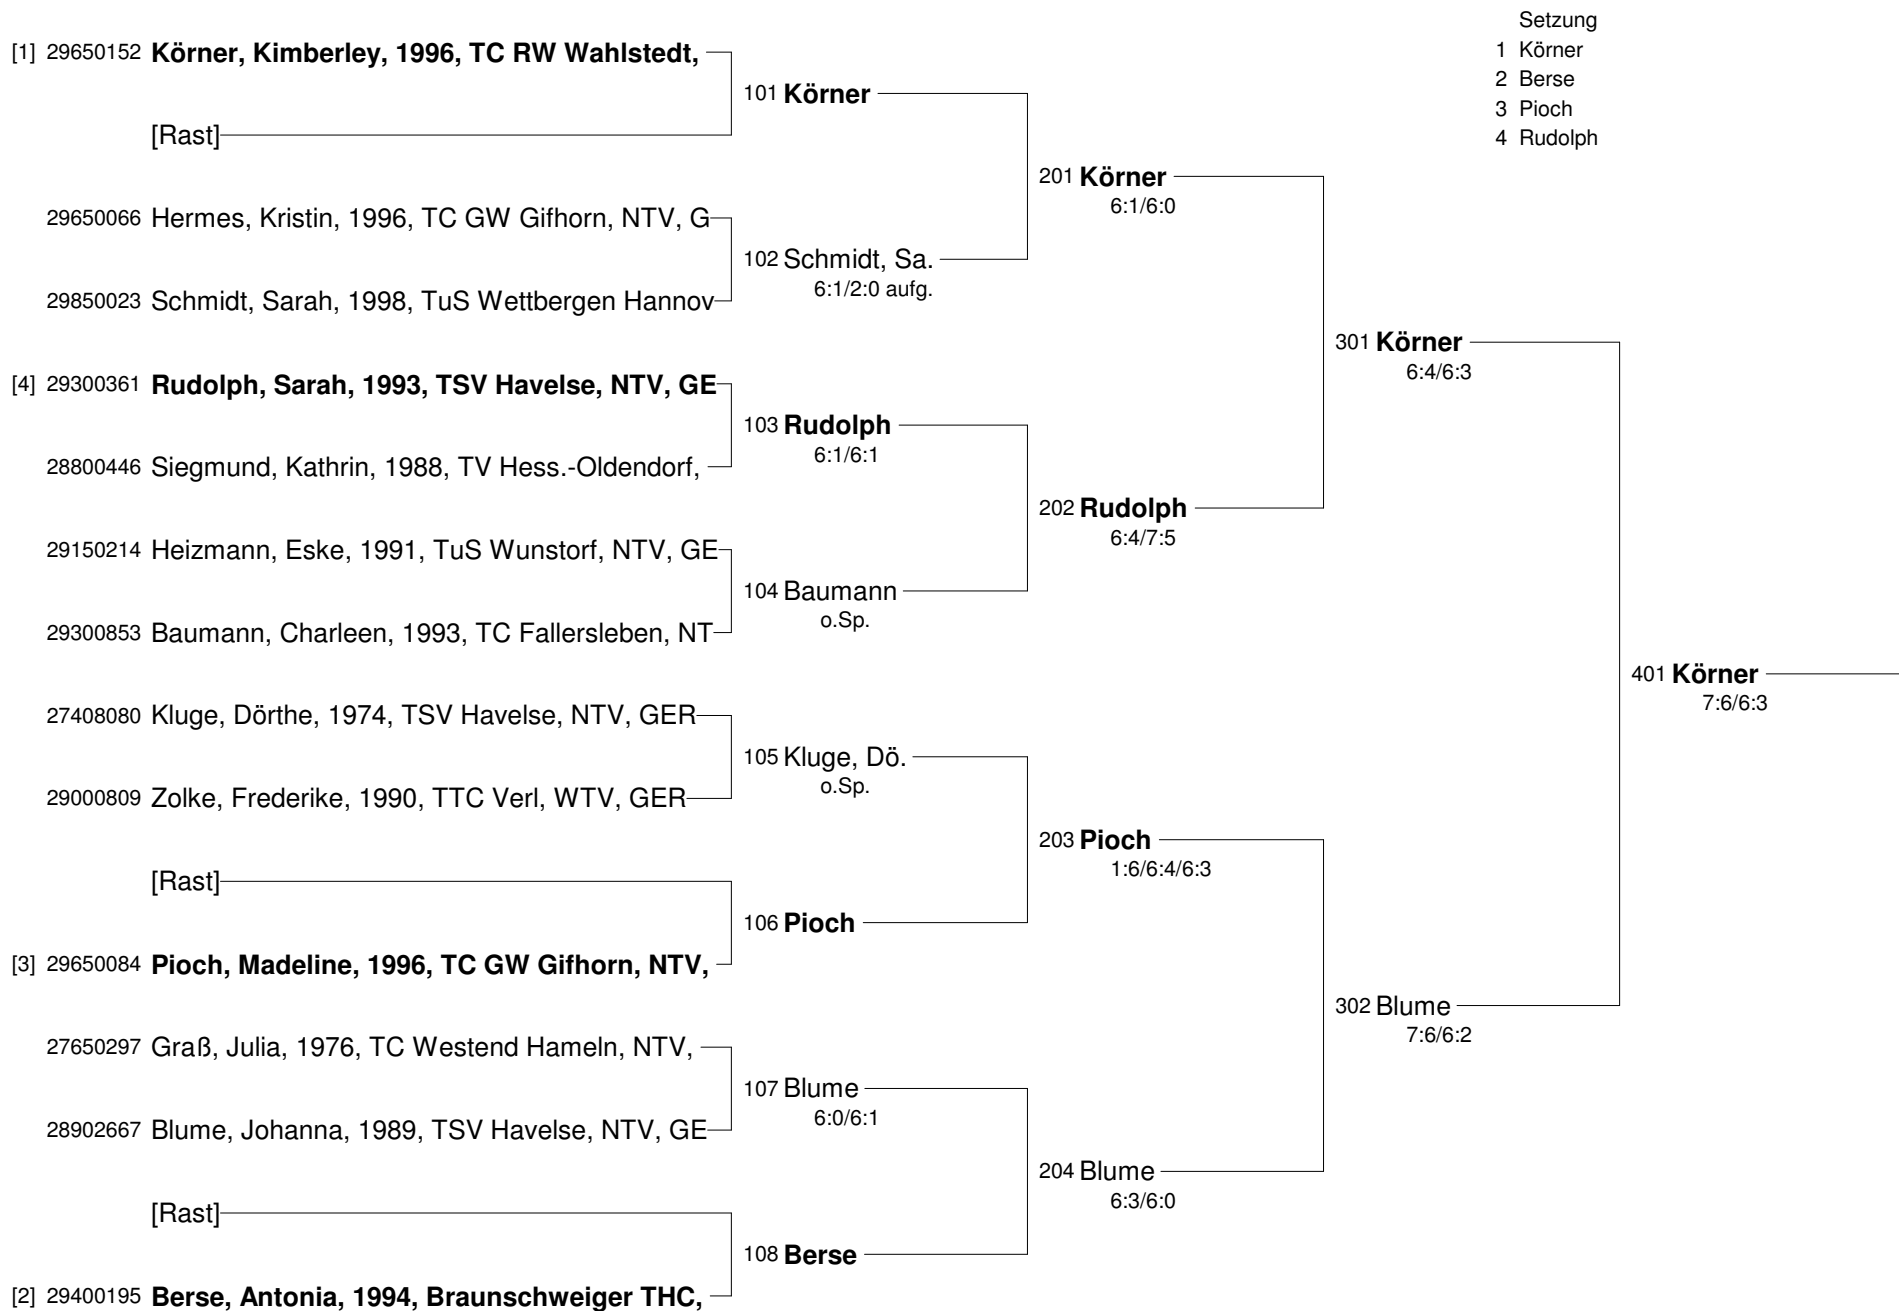 Setzung
1 Körner
2 Berse
3 Pioch
4 Rudolph
[1] 29650152 Körner, Kimberley, 1996, TC RW Wahlstedt,
101 Körner
[Rast]
201 Körner
6:1/6:0
29650066 Hermes, Kristin, 1996, TC GW Gifhorn, NTV, G
102 Schmidt, Sa.
6:1/2:0 aufg.
29850023 Schmidt, Sarah, 1998, TuS Wettbergen Hannov
301 Körner
6:4/6:3
[4] 29300361 Rudolph, Sarah, 1993, TSV Havelse, NTV, GE
103 Rudolph
6:1/6:1
28800446 Siegmund, Kathrin, 1988, TV Hess.-Oldendorf,
202 Rudolph
6:4/7:5
29150214 Heizmann, Eske, 1991, TuS Wunstorf, NTV, GE
104 Baumann
o.Sp.
29300853 Baumann, Charleen, 1993, TC Fallersleben, NT
401 Körner
7:6/6:3
27408080 Kluge, Dörthe, 1974, TSV Havelse, NTV, GER
105 Kluge, Dö.
o.Sp.
29000809 Zolke, Frederike, 1990, TTC Verl, WTV, GER
203 Pioch
1:6/6:4/6:3
[Rast]
106 Pioch
[3] 29650084 Pioch, Madeline, 1996, TC GW Gifhorn, NTV,
302 Blume
7:6/6:2
27650297 Graß, Julia, 1976, TC Westend Hameln, NTV,
107 Blume
6:0/6:1
28902667 Blume, Johanna, 1989, TSV Havelse, NTV, GE
204 Blume
6:3/6:0
[Rast]
108 Berse
[2] 29400195 Berse, Antonia, 1994, Braunschweiger THC,